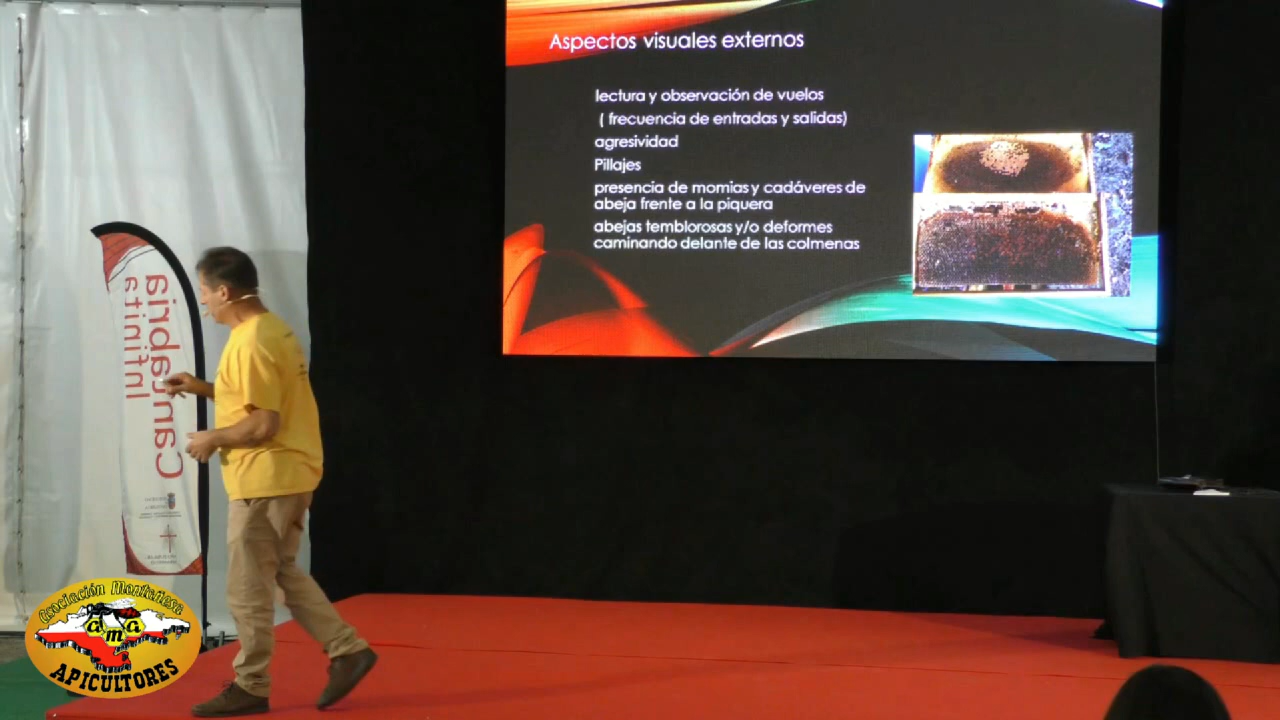 Aspectos visuales externos
lectura y observación de vuelos
( frecuencia de entradas y salidas)
agresividad
Pillajes
presencia de momias y cadáveres de
abeja frente a la piquera
abejas temblorosas y/o deformes
caminando delante de las colmenas
Cantabria
Infinita
Asociación Montañesa
ama
APICULTORES